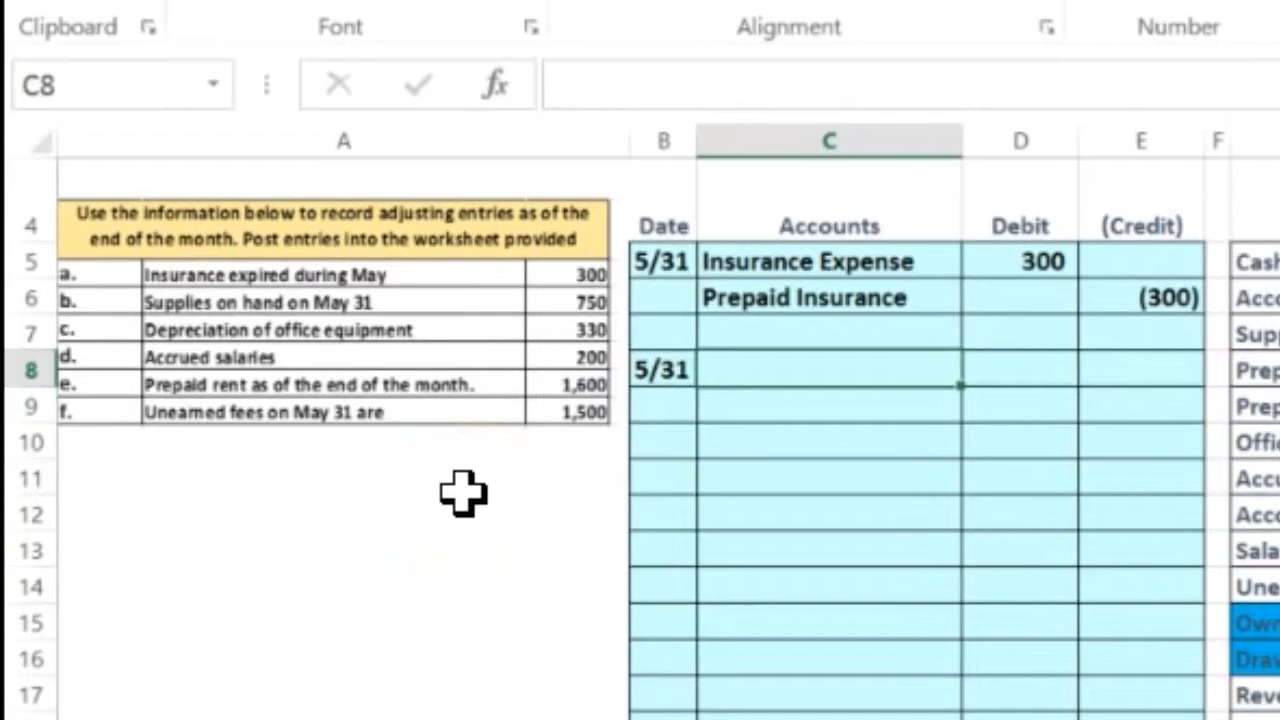 Clipboard Font Alignment Number
C8 fx
A B C D E F
4 Use the information below to record adjusting entries as of the
end of the month. Post entries into the worksheet provided
Date Accounts Debit (Credit)
5 a. Insurance expired during May 300 5/31 Insurance Expense 300
6 b. Supplies on hand on May 31 750 Prepaid Insurance (300)
7 c. Depreciation of office equipment 330
8 d. Accrued salaries 200 5/31
e. Prepaid rent as of the end of the month. 1,600
9 f. Unearned fees on May 31 are 1,500
10
11
12
13
14
15
16
17